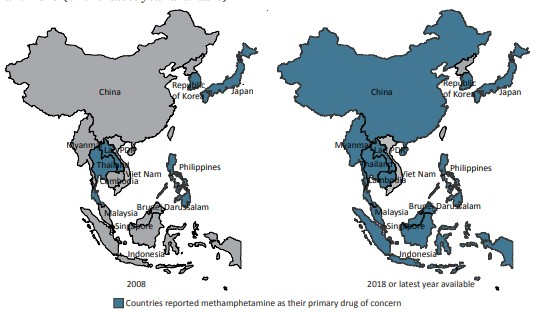 China
Republic
of Korea
Japan
Myanmar
Lao PDR
Thailand
Viet Nam
Cambodia
Philippines
Brunei Darussalam
Malaysia
Singapore
Indonesia
2008
China
Republic
of Korea
Japan
Myanmar
Lao PDR
Thailand
Viet Nam
Cambodia
Philippines
Brunei Darussalam
Malaysia
Singapore
Indonesia
2018 or latest year available
Countries reported methamphetamine as their primary drug of concern